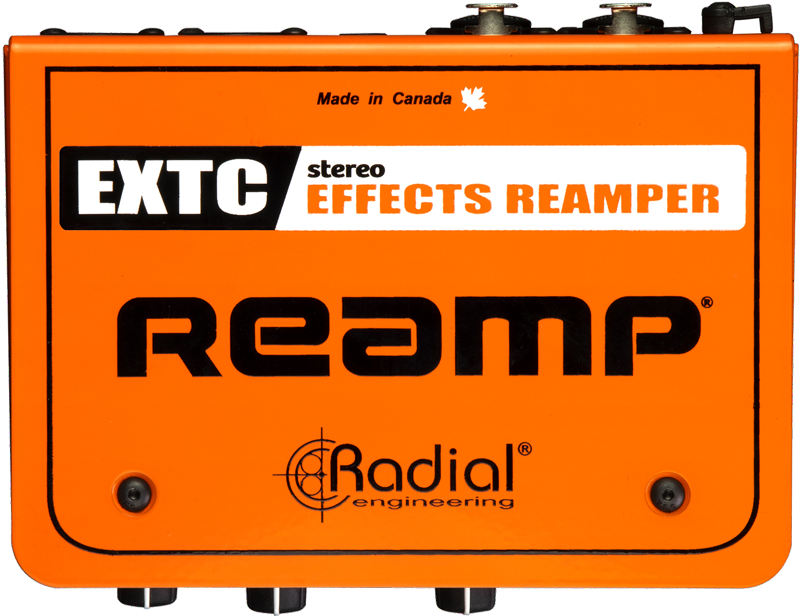 Made in Canada
EXTC stereo
EFFECTS REAMPER
REAMP®
Radial®
engineering